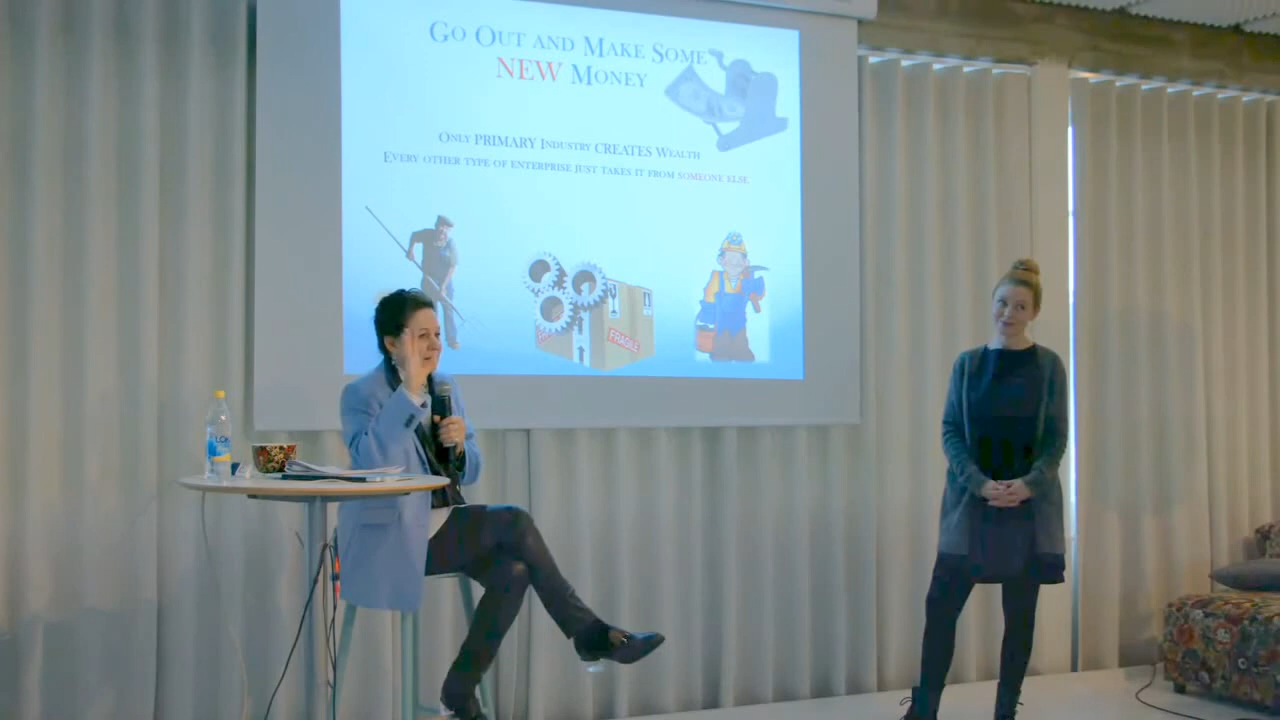 GO OUT AND MAKE SOME
NEW MONEY
ONLY PRIMARY INDUSTRY CREATES WEALTH
EVERY OTHER TYPE OF ENTERPRISE JUST TAKES IT FROM SOMEONE ELSE
FRAGILE